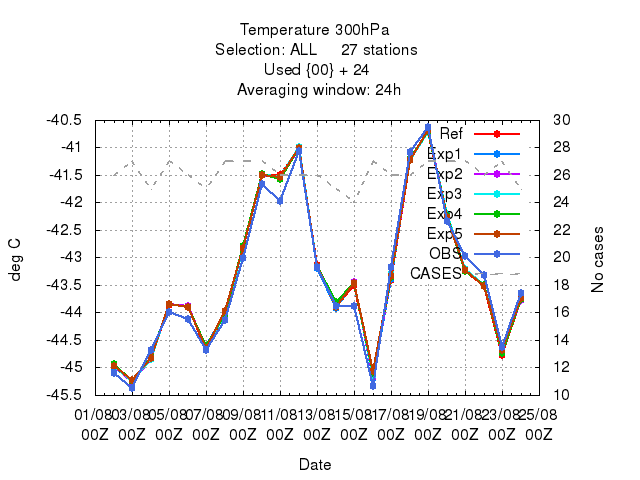 Temperature 300hPa
Selection: ALL 27 stations
Used {00} + 24
Averaging window: 24h
-40.5
-41
-41.5
-42
-42.5
-43
-43.5
-44
-44.5
-45
-45.5
deg C
30
28
26
24
22
20
18
16
14
12
10
No cases
Ref
Exp1
Exp2
Exp3
Exp4
Exp5
OBS
CASES
01/08 03/08 05/08 07/08 09/08 11/08 13/08 15/08 17/08 19/08 21/08 23/08 25/08
00Z 00Z 00Z 00Z 00Z 00Z 00Z 00Z 00Z 00Z 00Z 00Z 00Z
Date